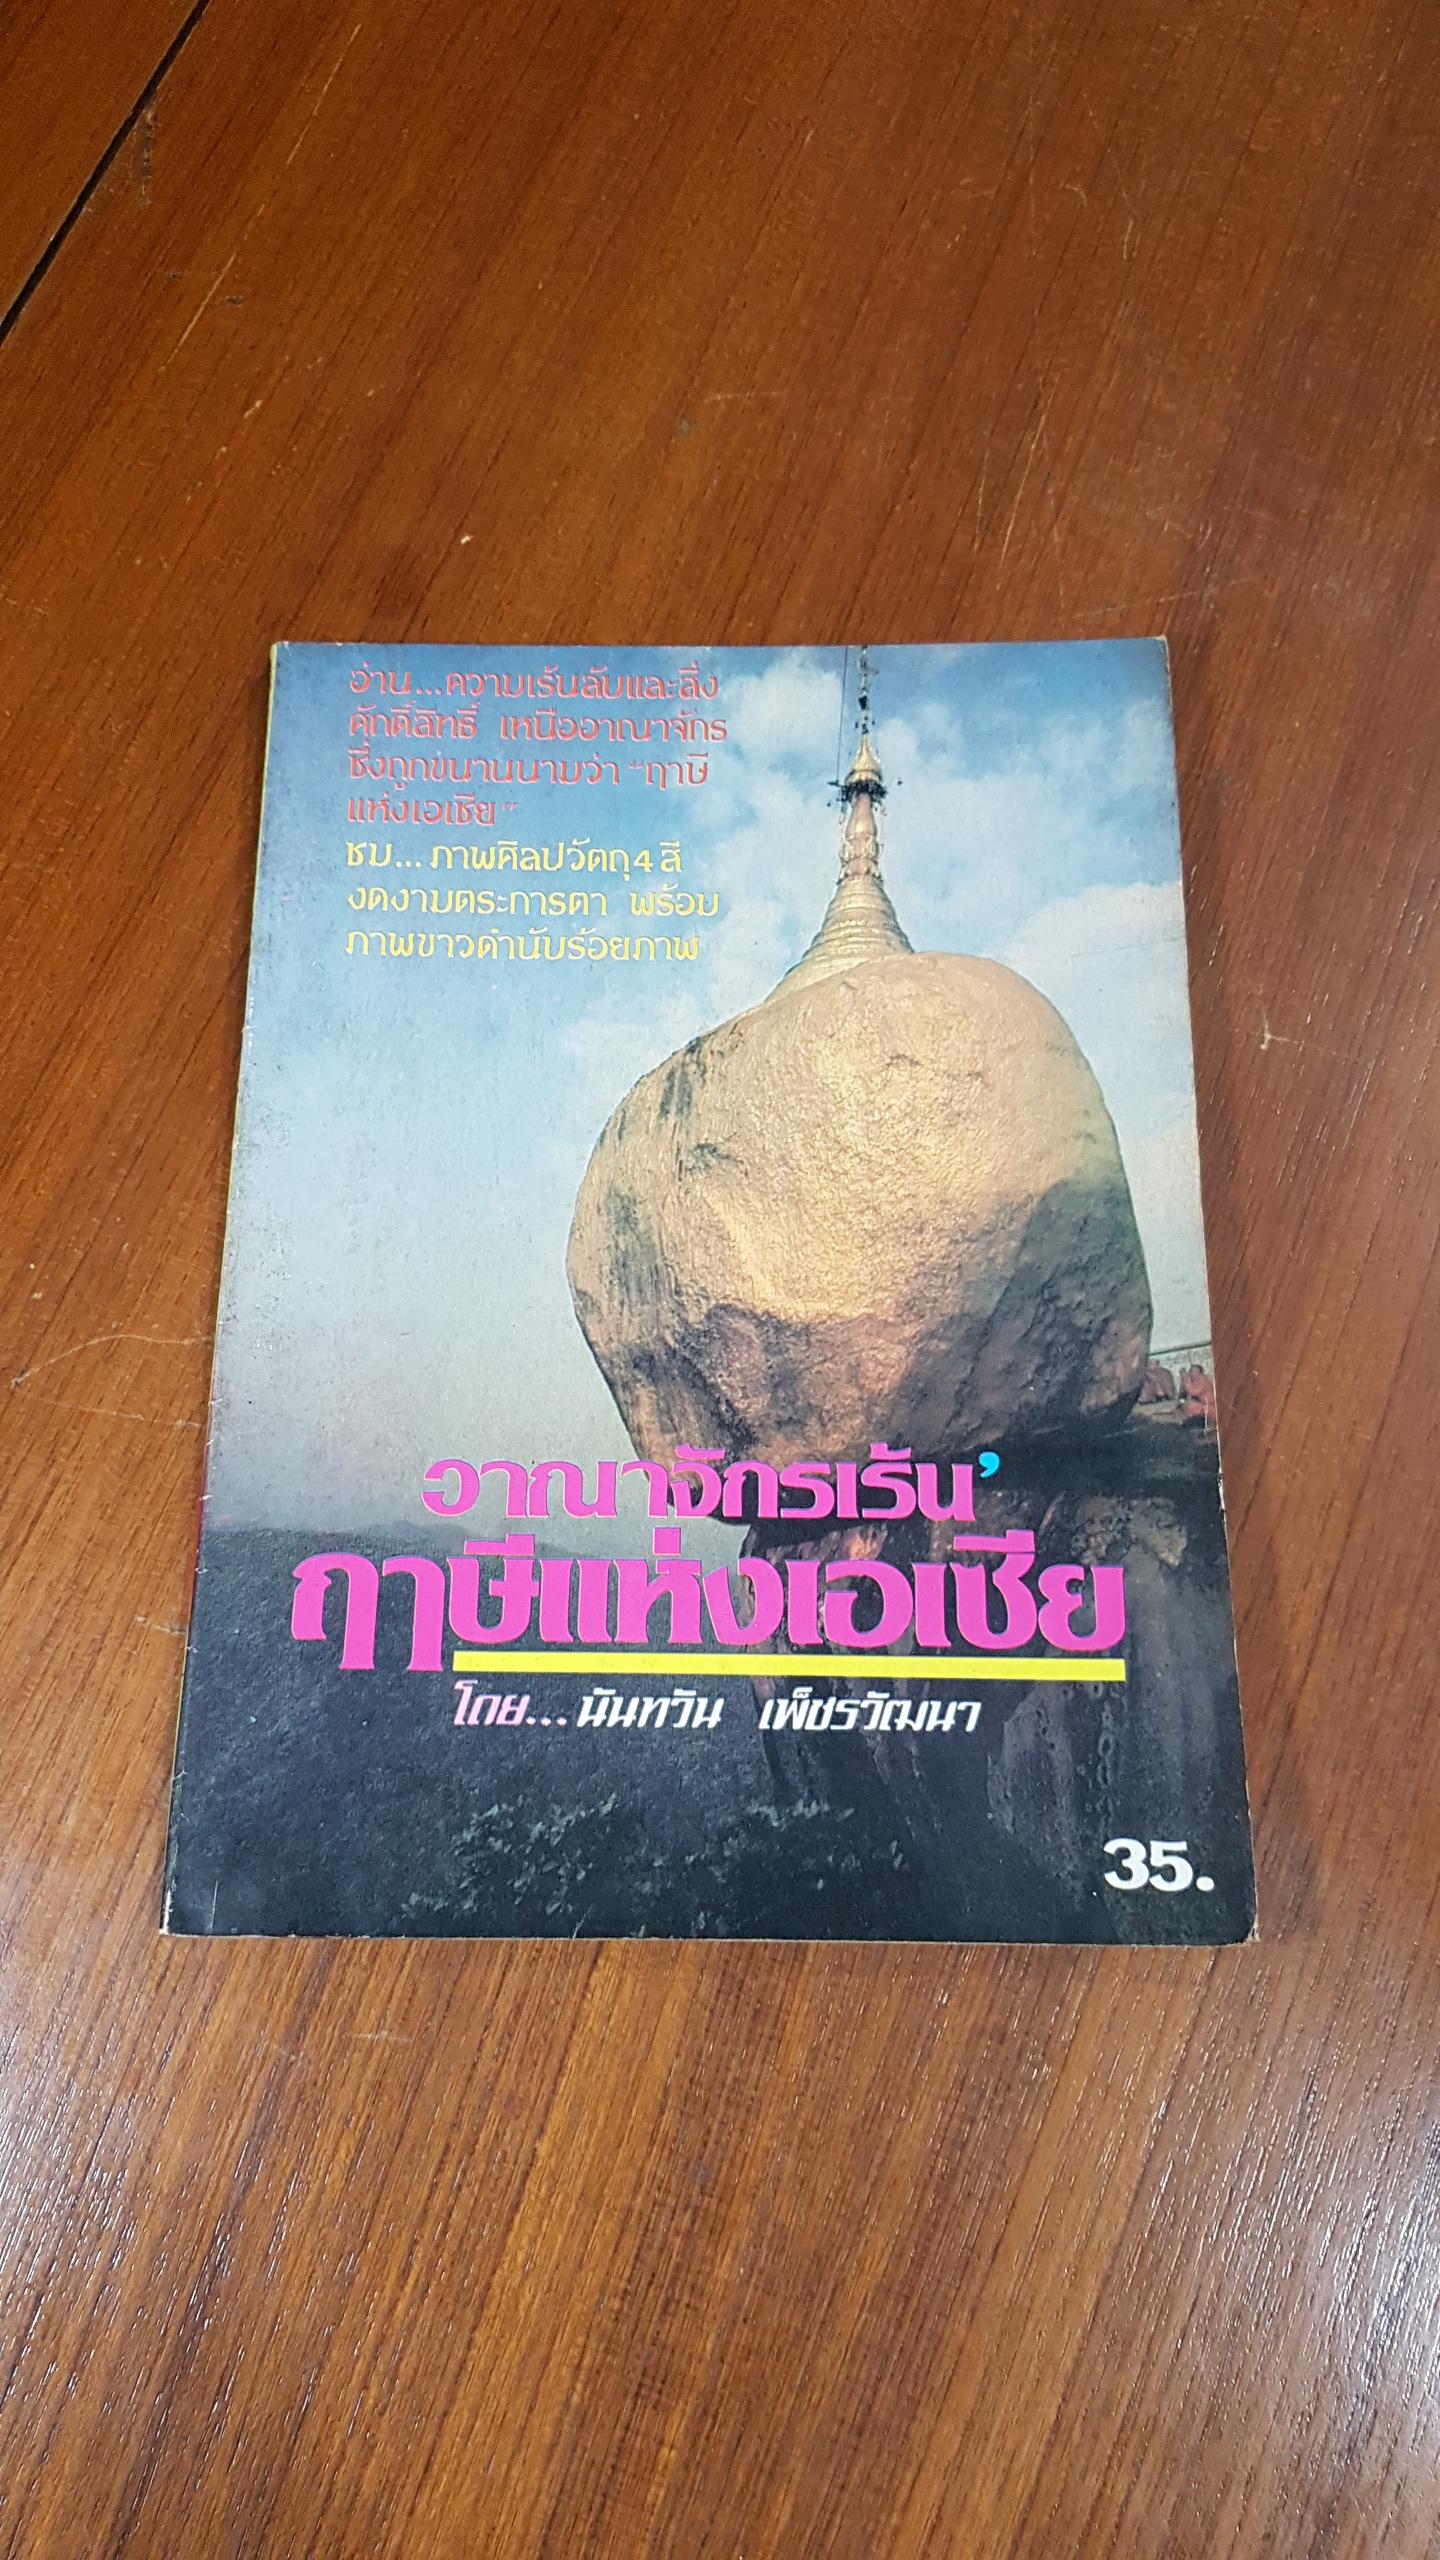 อ่าน...ความเร้นลับและสิ่ง
ศักดิ์สิทธิ์ เหนืออาณาจักร
ซึ่งถูกขนานนามว่า "ฤาษี
แห่งเอเซีย"
ชม...ภาพศิลปวัตถุ4สี
งดงามตระการตา พร้อม
ภาพขาวดำนับร้อยภาพ
อาณาจักรเร้น'
ฤาษีแห่งเอเซีย
โดย...นันทวัน เพ็ชรวัฒนา
35.